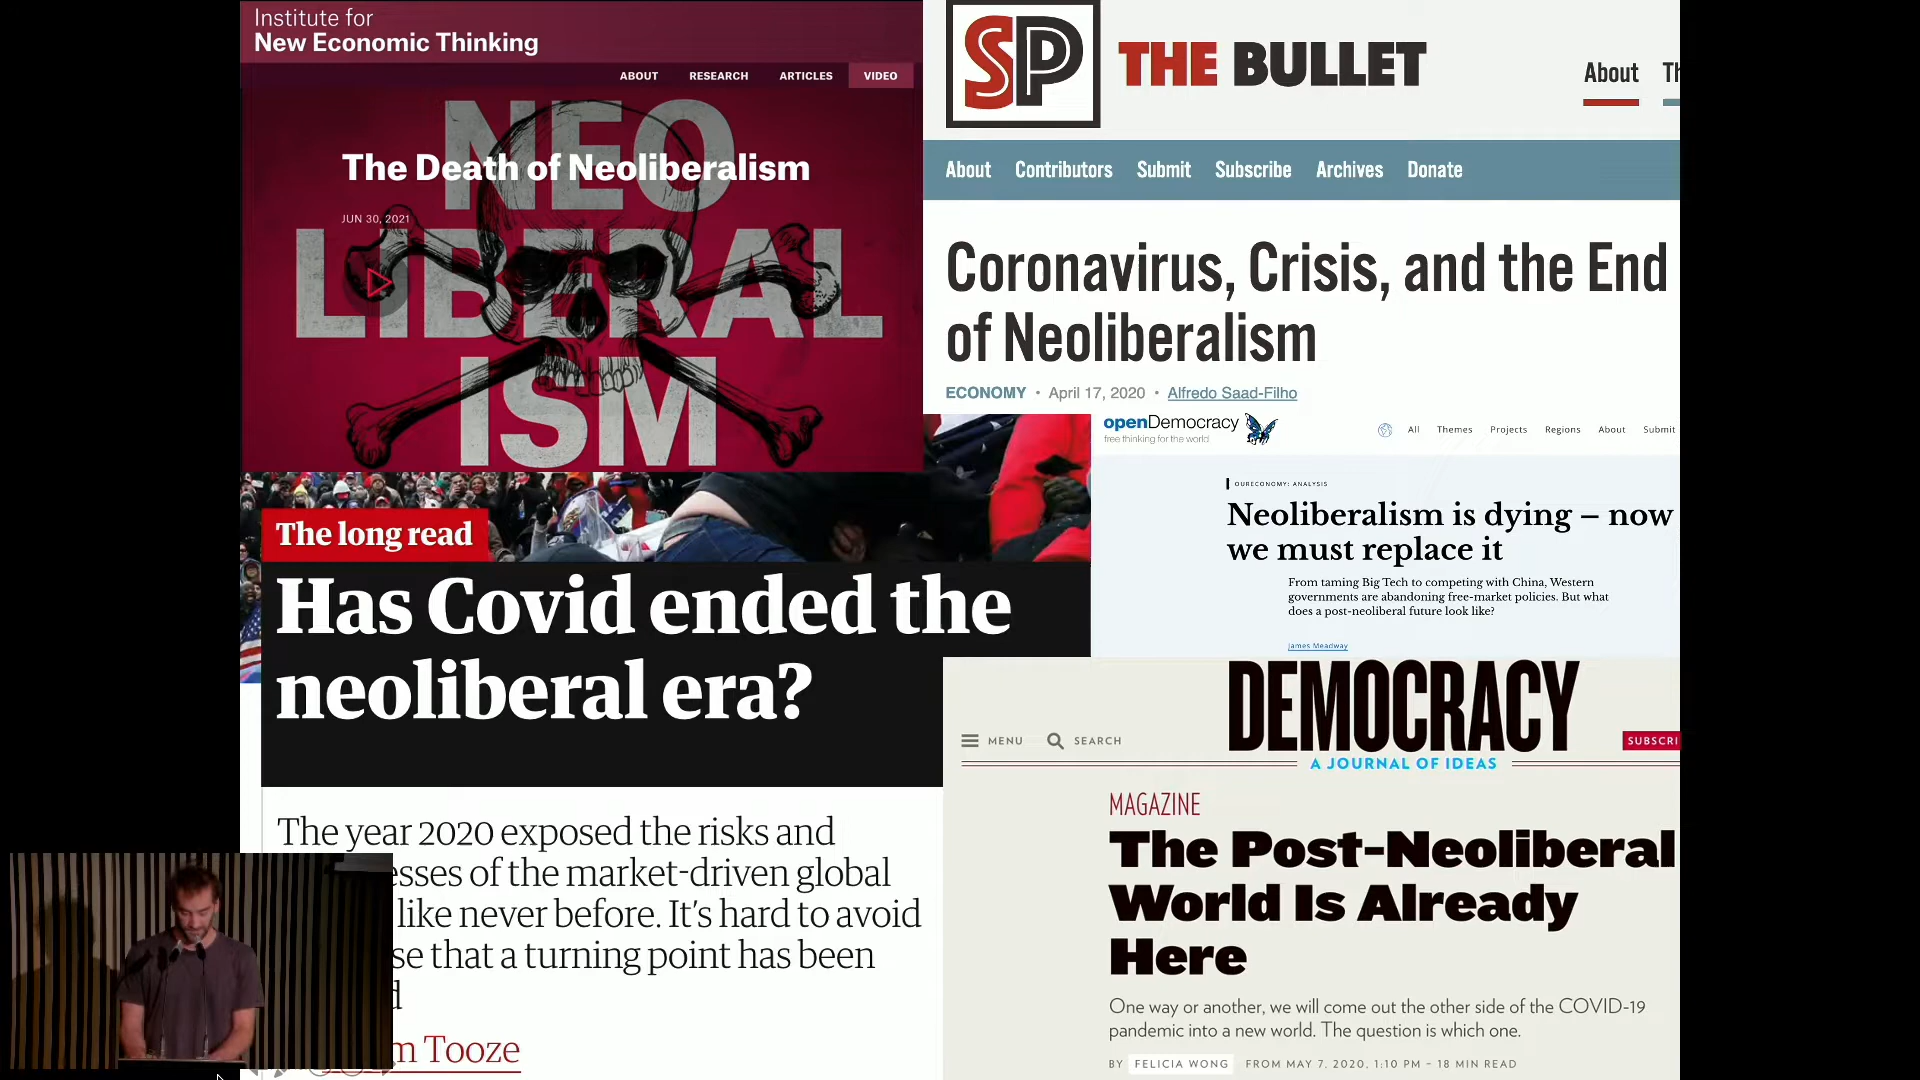 Institute for
New Economic Thinking
ABOUT RESEARCH ARTICLES VIDEO
NEO
LIBERAL
ISM
The Death of Neoliberalism
JUN 30, 2021
SP THE BULLET
About
About Contributors Submit Subscribe Archives Donate
Coronavirus, Crisis, and the End
of Neoliberalism
ECONOMY • April 17, 2020 • Alfredo Saad-Filho
openDemocracy
free thinking for the world
All Themes Projects Regions About Submit
OURECONOMY: ANALYSIS
Neoliberalism is dying – now
we must replace it
From taming Big Tech to competing with China, Western
governments are abandoning free-market policies. But what
does a post-neoliberal future look like?
James Meadway
The long read
Has Covid ended the
neoliberal era?
The year 2020 exposed the risks and
esses of the market-driven global
like never before. It's hard to avoid
se that a turning point has been
d
m Tooze
DEMOCRACY
A JOURNAL OF IDEAS
MENU SEARCH
SUBSCRI
MAGAZINE
The Post-Neoliberal
World Is Already
Here
One way or another, we will come out the other side of the COVID-19
pandemic into a new world. The question is which one.
BY FELICIA WONG FROM MAY 7, 2020, 1:10 PM – 18 MIN READ